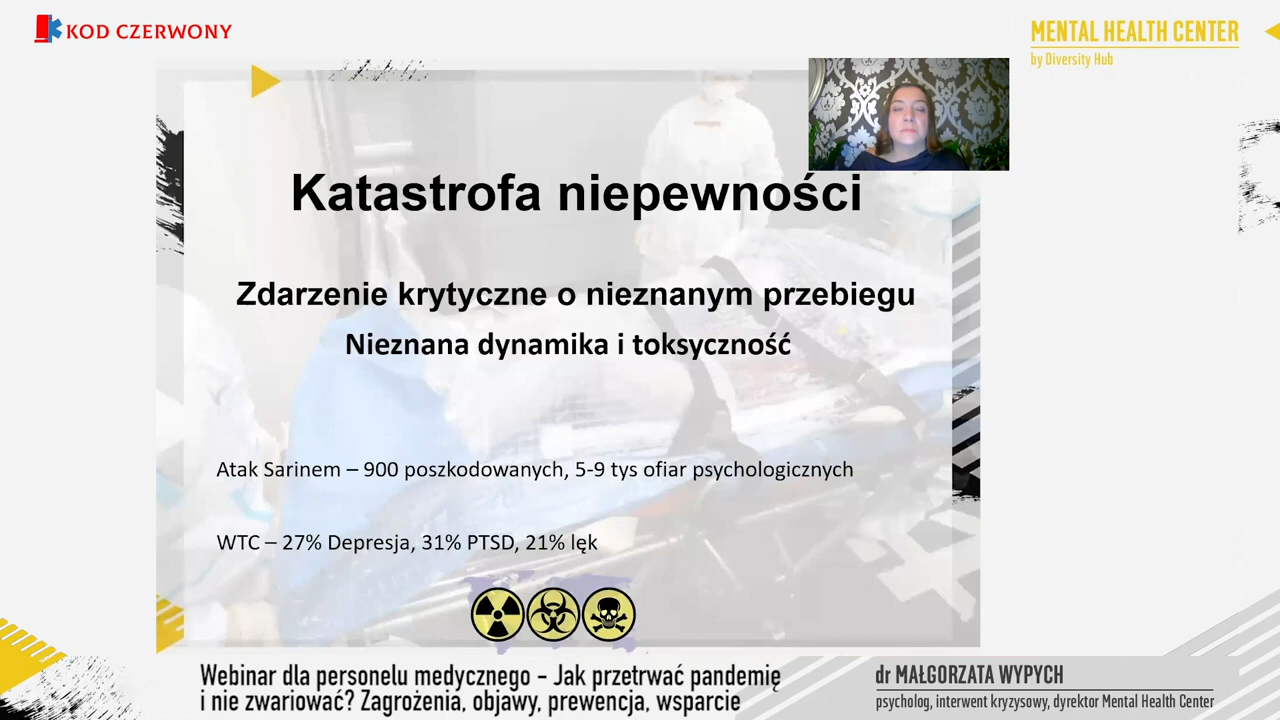 KOD CZERWONY
MENTAL HEALTH CENTER
by Diversity Hub
Katastrofa niepewności
Zdarzenie krytyczne o nieznanym przebiegu
Nieznana dynamika i toksyczność
Atak Sarinem – 900 poszkodowanych, 5-9 tys ofiar psychologicznych
WTC – 27% Depresja, 31% PTSD, 21% lęk
Webinar dla personelu medycznego – Jak przetrwać pandemię
i nie zwariować? Zagrożenia, objawy, prewencja, wsparcie
dr MAŁGORZATA WYPYCH
psycholog, interwent kryzysowy, dyrektor Mental Health Center